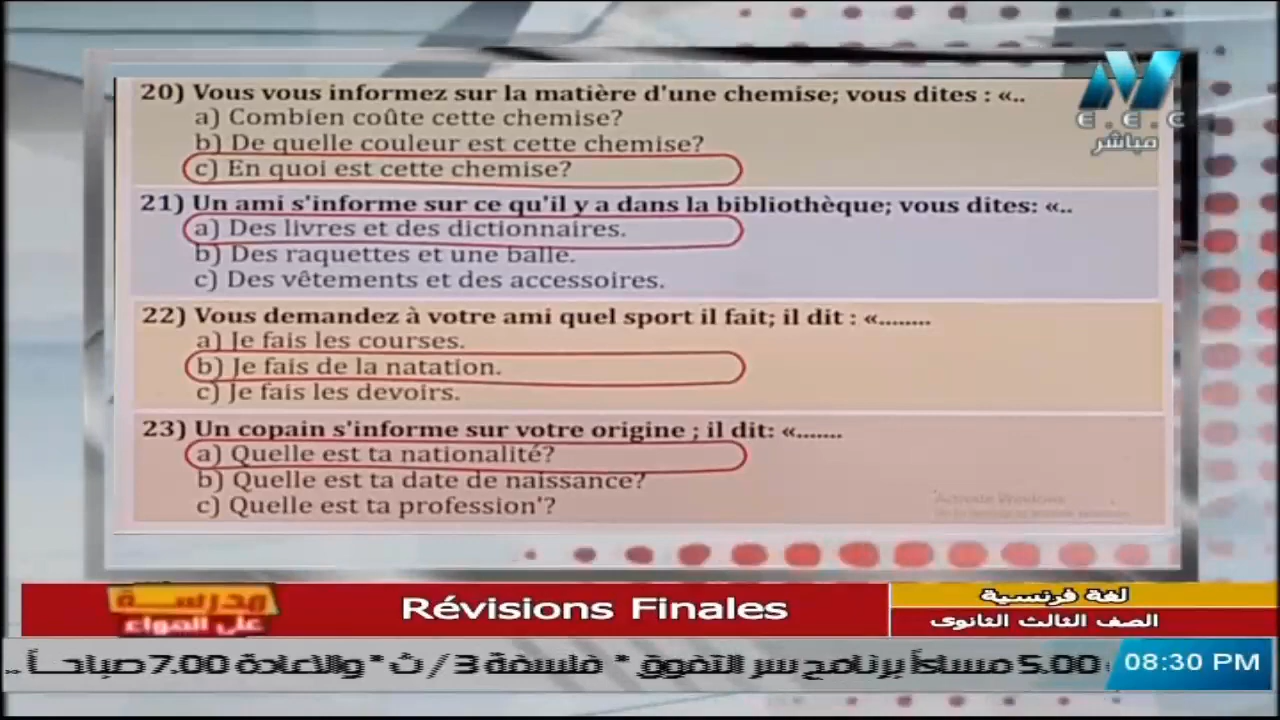 20) Vous vous informez sur la matière d'une chemise; vous dites : «..
a) Combien coûte cette chemise?
b) De quelle couleur est cette chemise?
c) En quoi est cette chemise?
21) Un ami s'informe sur ce qu'il y a dans la bibliothèque; vous dites: «..
a) Des livres et des dictionnaires.
b) Des raquettes et une balle.
c) Des vêtements et des accessoires.
22) Vous demandez à votre ami quel sport il fait; il dit : «........
a) Je fais les courses.
b) Je fais de la natation.
c) Je fais les devoirs.
23) Un copain s'informe sur votre origine ; il dit: «.......
a) Quelle est ta nationalité?
b) Quelle est ta date de naissance?
c) Quelle est ta profession'?
E.E.C
مباشر
Activate Windows
مدرسة
على الهواء
Révisions Finales
لغة فرنسية
الصف الثالث الثانوى
5.00 مساءاً برنامج سر التفوق " فلسفة 3/ث " والاعادة 7.00 صباحـــاً ..
08:30 PM